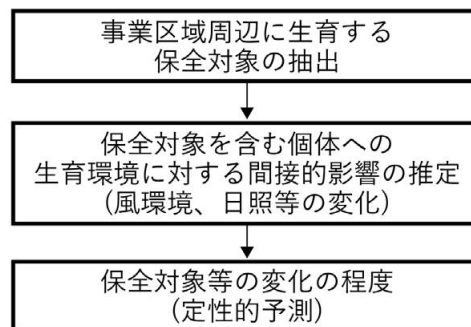 事業区域周辺に生育する
保全対象の抽出
保全対象を含む個体への
生育環境に対する間接的影響の推定
(風環境、日照等の変化)
保全対象等の変化の程度
(定性的予測)